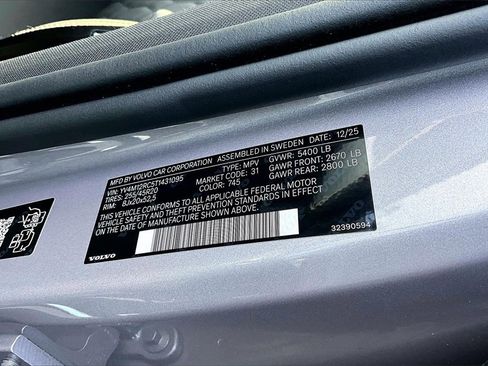 MFD BY VOLVO CAR CORPORATION ASSEMBLED IN SWEDEN 12/25
VIN: YV4M12RC5T1431095 TYPE: MPV GVWR: 5400 LB
TIRES: 255/45R20 MARKET CODE: 31 GAWR FRONT: 2670 LB
RIM: 8Jx20x52,5 COLOR: 745 GAWR REAR: 2800 LB
THIS VEHICLE CONFORMS TO ALL APPLICABLE FEDERAL MOTOR
VEHICLE SAFETY AND THEFT PREVENTION STANDARDS IN EFFECT
ON THE DATE OF MANUFACTURE SHOWN ABOVE.
32390594
VOLVO